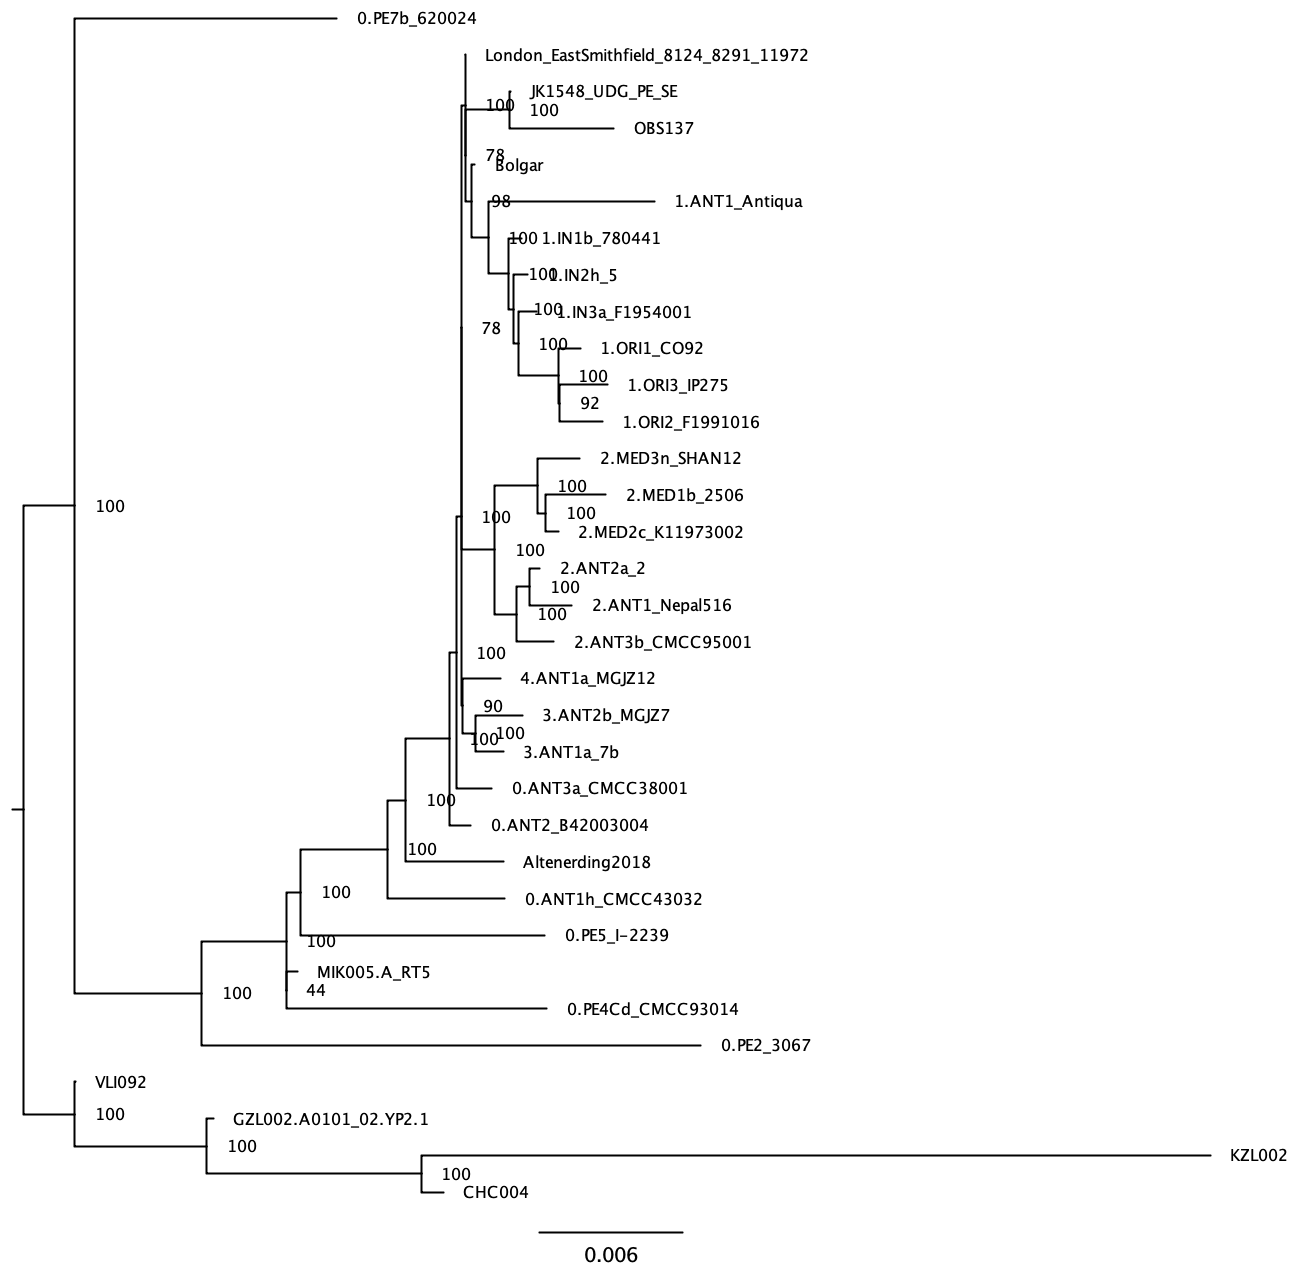 0.PE7b_620024
London_EastSmithfield_8124_8291_11972
JK1548_UDG_PE_SE
100
100
OBS137
78
Bolgar
98
1.ANT1_Antiqua
100
1.IN1b_780441
100
1.IN2h_5
100
1.IN3a_F1954001
78
100
1.ORI1_CO92
100
1.ORI3_IP275
92
1.ORI2_F1991016
2.MED3n_SHAN12
100
2.MED1b_2506
100
100
100
2.MED2c_K11973002
100
2.ANT2a_2
100
2.ANT1_Nepal516
100
2.ANT3b_CMCC95001
100
4.ANT1a_MGJZ12
90
3.ANT2b_MGJZ7
100
100
3.ANT1a_7b
0.ANT3a_CMCC38001
100
0.ANT2_B42003004
100
Altenerding2018
100
0.ANT1h_CMCC43032
0.PE5_I-2239
100
MIK005.A_RT5
100
44
0.PE4Cd_CMCC93014
0.PE2_3067
VLI092
100
GZL002.A0101_02.YP2.1
100
KZL002
100
CHC004
0.006